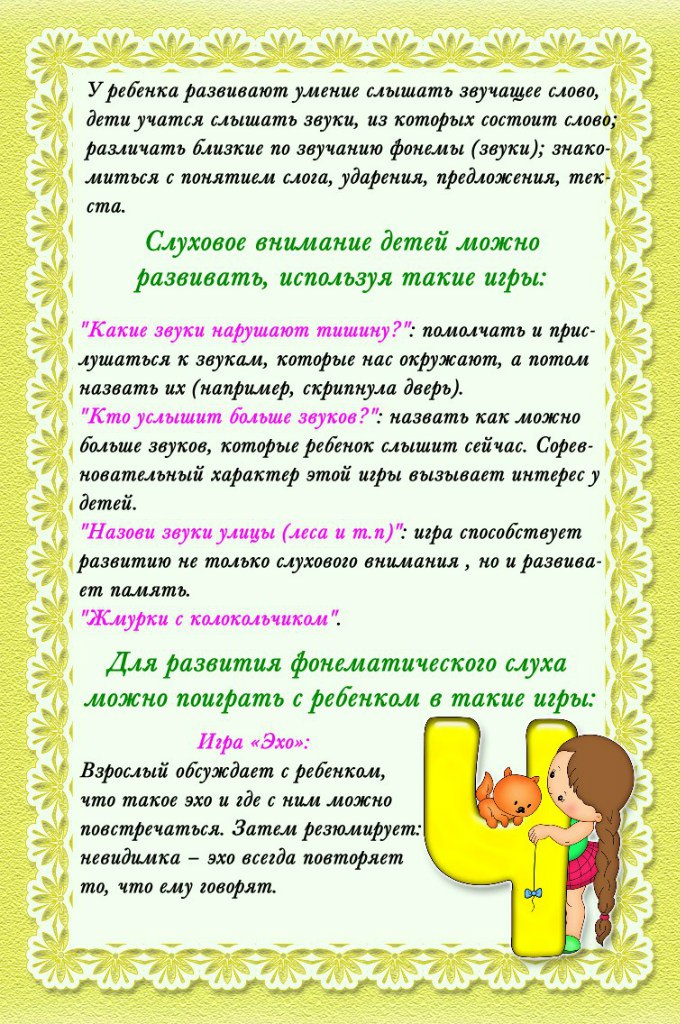 У ребенка развивают умение слышать звучащее слово,
дети учатся слышать звуки, из которых состоит слово;
различать близкие по звучанию фонемы (звуки); знако-
миться с понятием слога, ударения, предложения, тек-
ста.
Слуховое внимание детей можно
развивать, используя такие игры:
"Какие звуки нарушают тишину?": помолчать и прис-
лушаться к звукам, которые нас окружают, а потом
назвать их (например, скрипнула дверь).
"Кто услышит больше звуков?": назвать как можно
больше звуков, которые ребенок слышит сейчас. Сорев-
новательный характер этой игры вызывает интерес у
детей.
"Назови звуки улицы (леса и т.п)": игра способствует
развитию не только слухового внимания , но и развива-
ет память.
"Жмурки с колокольчиком".
Для развития фонематического слуха
можно поиграть с ребенком в такие игры:
Игра «Эхо»:
Взрослый обсуждает с ребенком,
что такое эхо и где с ним можно
повстречаться. Затем резюмирует:
невидимка – эхо всегда повторяет
то, что ему говорят.
Ч